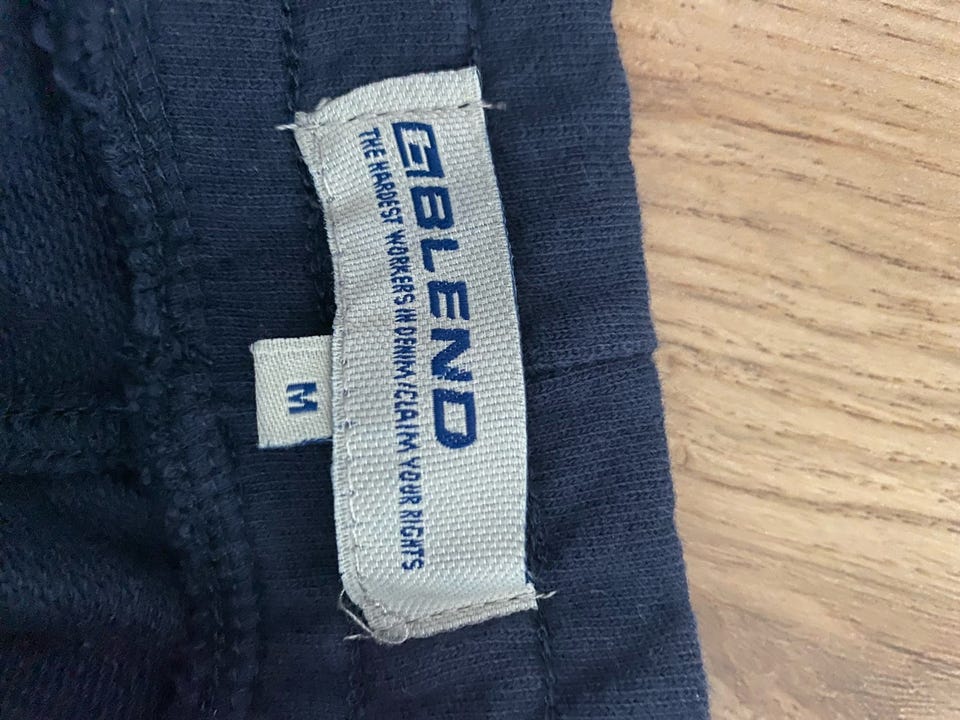 BLEND
THE HARDEST WORKERS IN DENIM/CLAIM YOUR RIGHTS
M